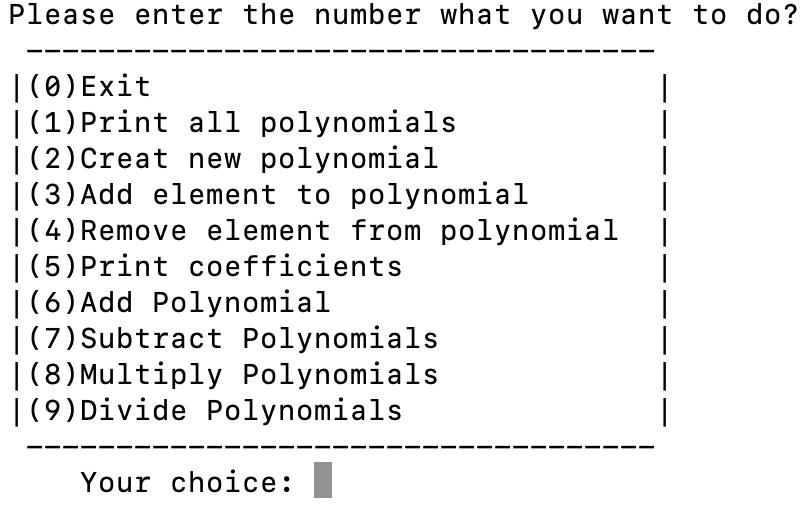 Please enter the number what you want to do?
-----------------------------------
|(0)Exit                            |
|(1)Print all polynomials           |
|(2)Creat new polynomial            |
|(3)Add element to polynomial       |
|(4)Remove element from polynomial  |
|(5)Print coefficients              |
|(6)Add Polynomial                  |
|(7)Subtract Polynomials            |
|(8)Multiply Polynomials            |
|(9)Divide Polynomials              |
-----------------------------------
Your choice: